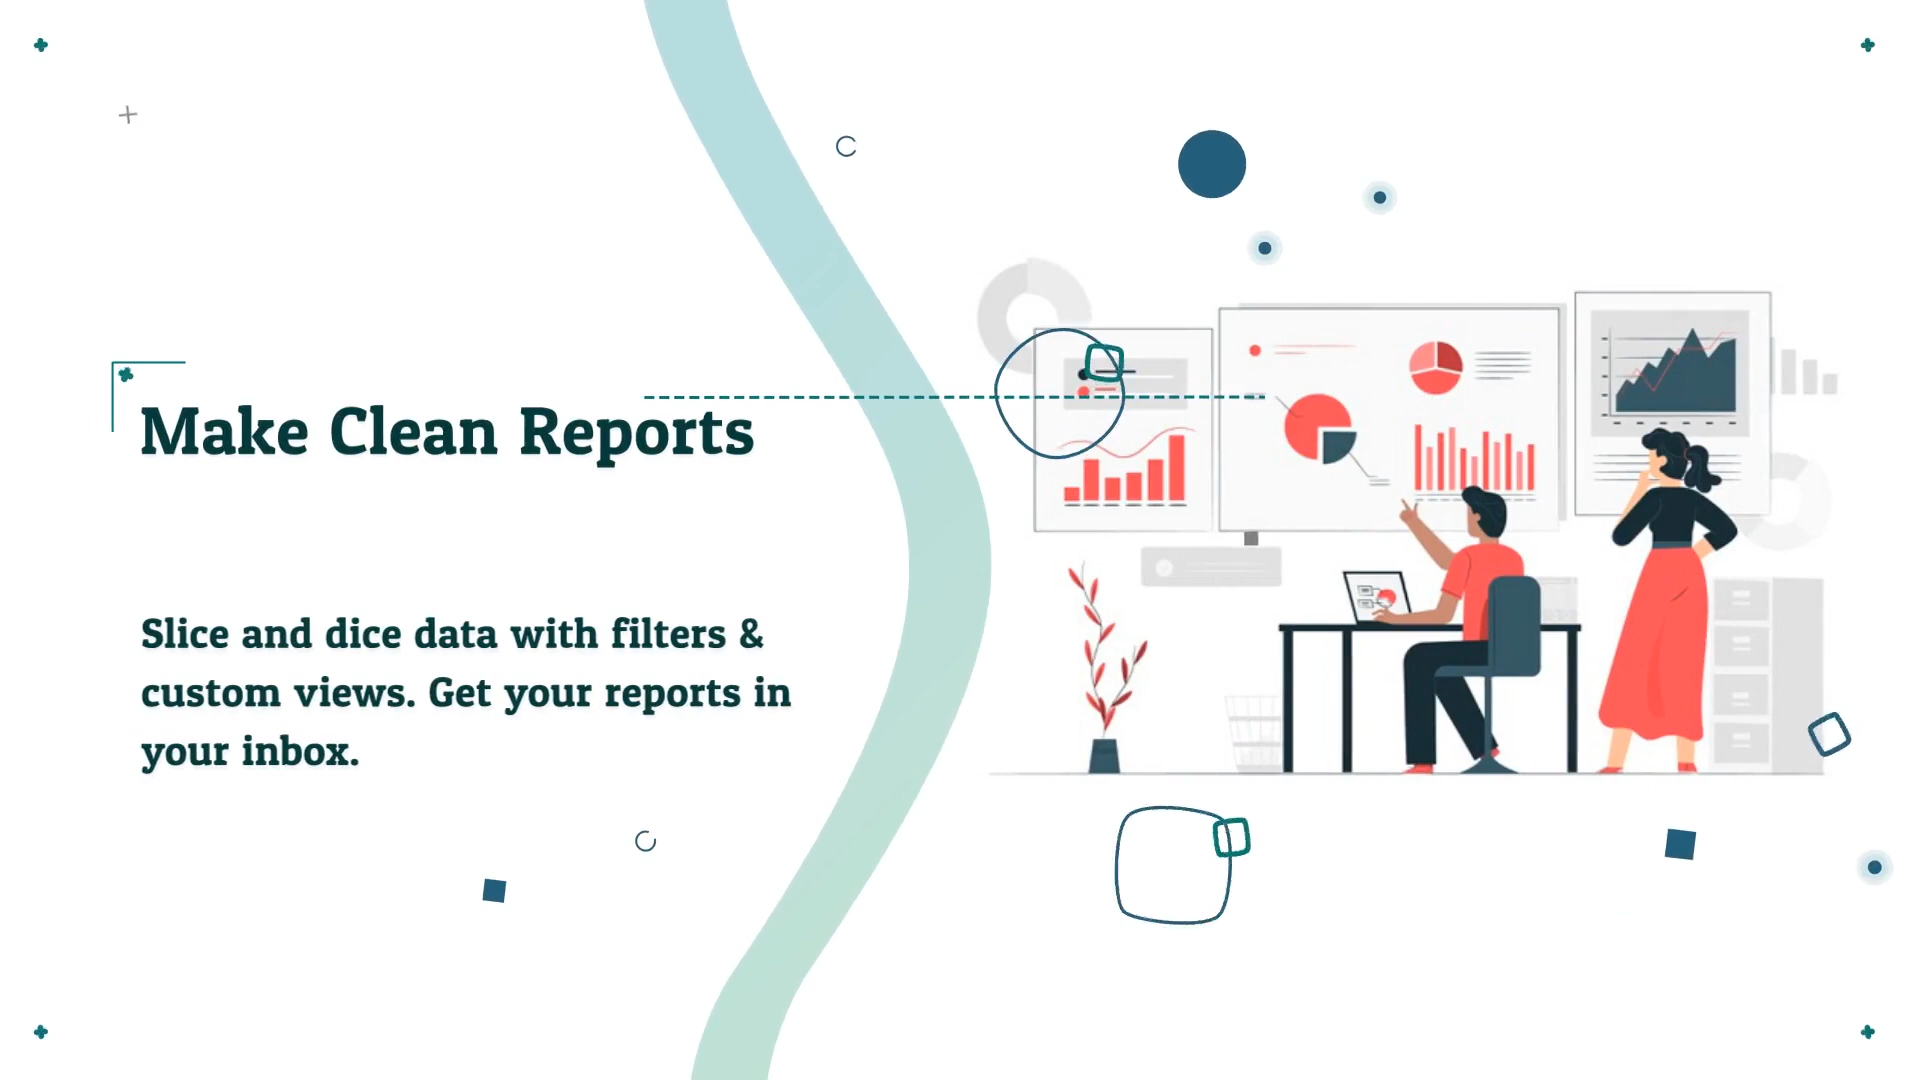 Make Clean Reports
Slice and dice data with filters &
custom views. Get your reports in
your inbox.